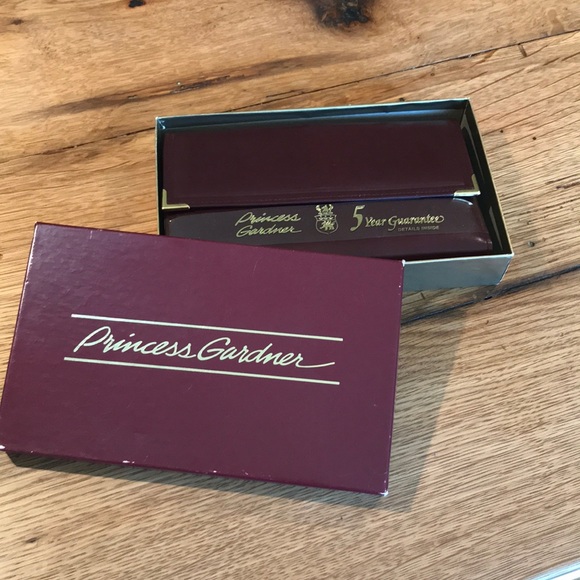 Princess
Gardner
5 Year Guarantee
DETAILS INSIDE
Princess Gardner